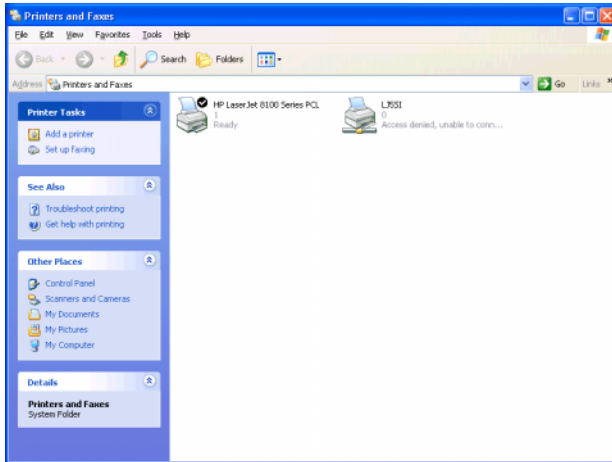 Printers and Faxes
File Edit View Favorites Tools Help
Back Search Folders
Address Printers and Faxes Go Links »
Printer Tasks
Add a printer
Set up faxing
See Also
Troubleshoot printing
Get help with printing
Other Places
Control Panel
Scanners and Cameras
My Documents
My Pictures
My Computer
Details
Printers and Faxes
System Folder
HP LaserJet 8100 Series PCL
1
Ready
LJ5SI
0
Access denied, unable to conn...